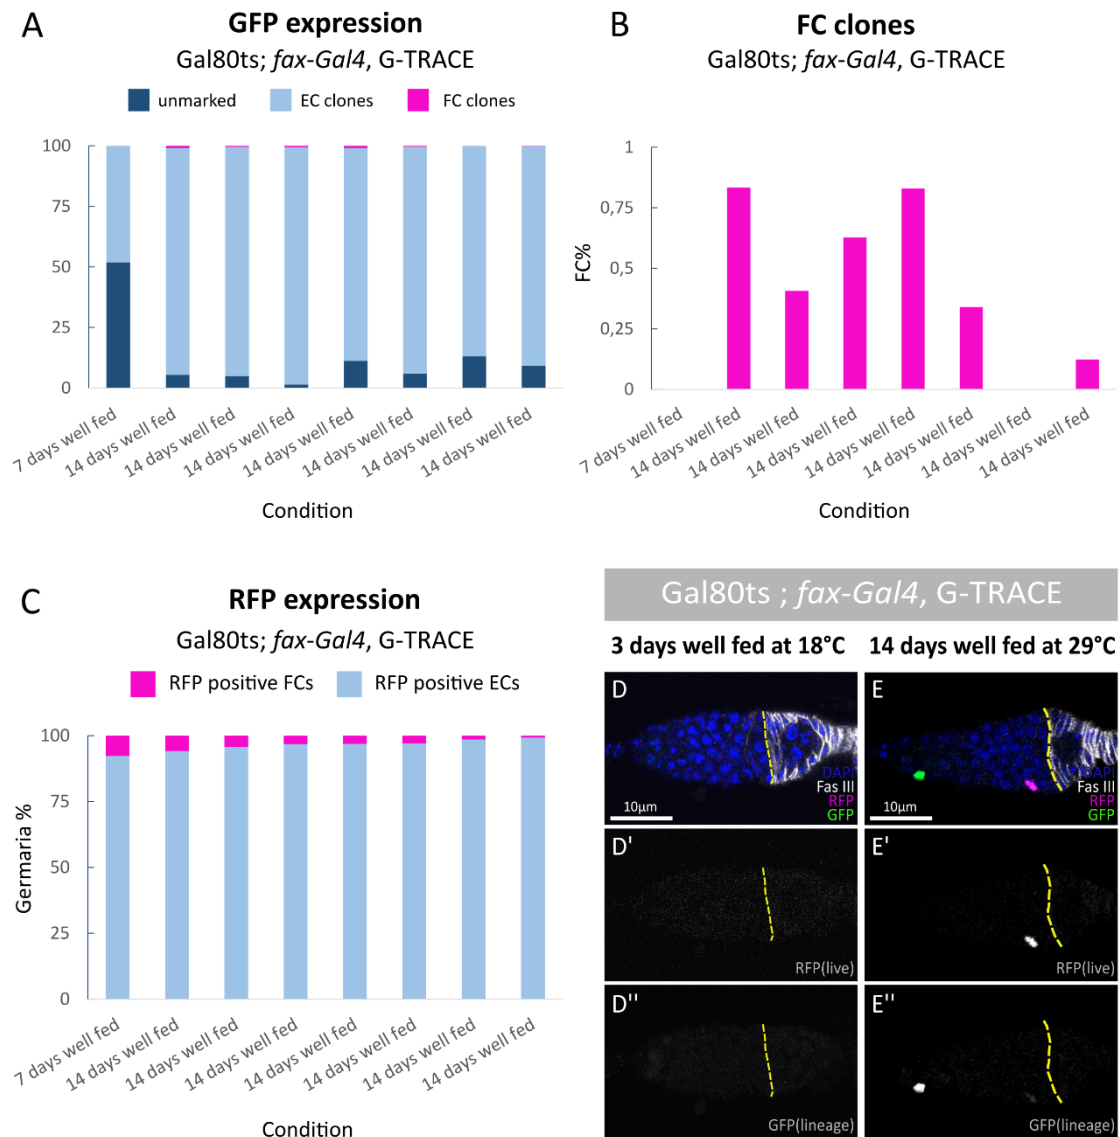 A
GFP expression
Gal80ts; fax-Gal4, G-TRACE
unmarked
EC clones
FC clones
100
75
50
25
0
7 days well fed
14 days well fed
14 days well fed
14 days well fed
14 days well fed
14 days well fed
14 days well fed
14 days well fed
Condition
B
FC clones
Gal80ts; fax-Gal4, G-TRACE
1
0,75
0,5
0,25
0
FC%
7 days well fed
14 days well fed
14 days well fed
14 days well fed
14 days well fed
14 days well fed
14 days well fed
14 days well fed
Condition
C
RFP expression
Gal80ts; fax-Gal4, G-TRACE
RFP positive FCs
RFP positive ECs
100
75
50
25
0
Germaria %
7 days well fed
14 days well fed
14 days well fed
14 days well fed
14 days well fed
14 days well fed
14 days well fed
14 days well fed
Condition
Gal80ts ; fax-Gal4, G-TRACE
3 days well fed at 18°C
14 days well fed at 29°C
D
DAPI
Fas III
RFP
GFP
10µm
E
DAPI
Fas III
RFP
GFP
10µm
D'
RFP(live)
E'
RFP(live)
D''
GFP(lineage)
E''
GFP(lineage)